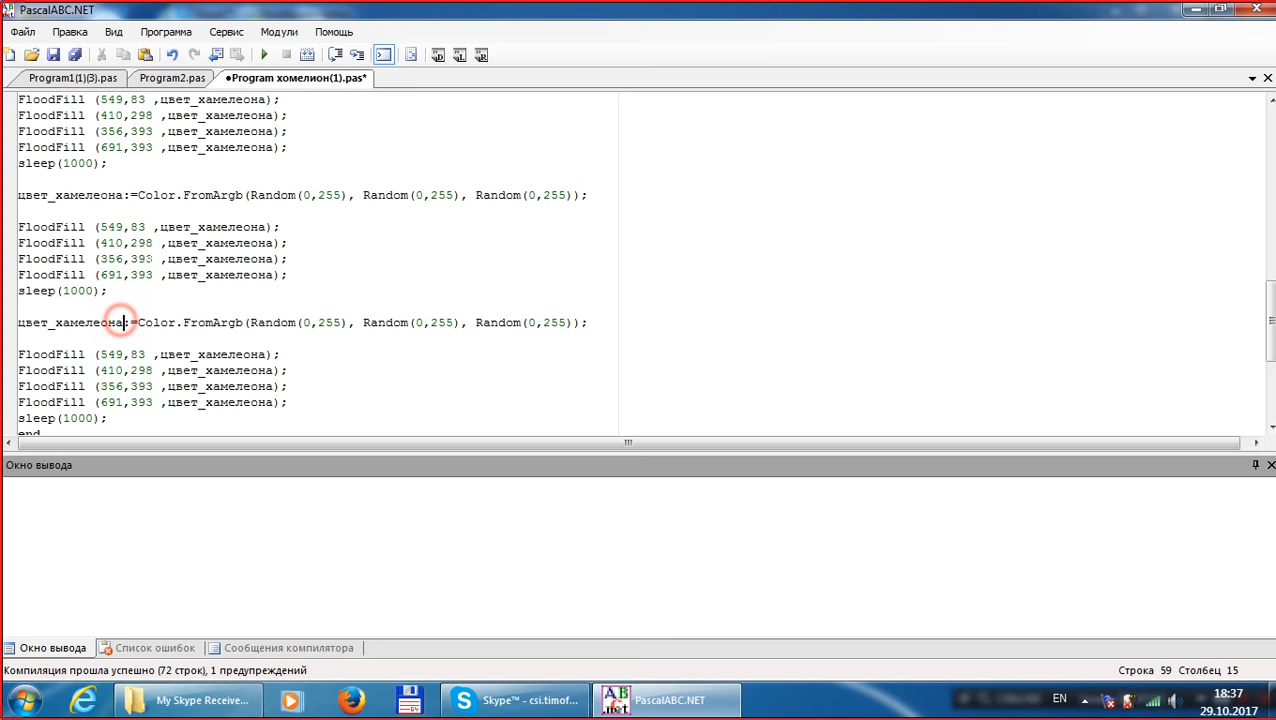 PascalABC.NET
Файл Правка Вид Программа Сервис Модули Помощь
Program1(1)(3).pas Program2.pas •Program хомелион(1).pas*
FloodFill (549,83 ,цвет_хамелеона);
FloodFill (410,298 ,цвет_хамелеона);
FloodFill (356,393 ,цвет_хамелеона);
FloodFill (691,393 ,цвет_хамелеона);
sleep(1000);
цвет_хамелеона:=Color.FromArgb(Random(0,255), Random(0,255), Random(0,255));
FloodFill (549,83 ,цвет_хамелеона);
FloodFill (410,298 ,цвет_хамелеона);
FloodFill (356,393 ,цвет_хамелеона);
FloodFill (691,393 ,цвет_хамелеона);
sleep(1000);
цвет_хамелеона:=Color.FromArgb(Random(0,255), Random(0,255), Random(0,255));
FloodFill (549,83 ,цвет_хамелеона);
FloodFill (410,298 ,цвет_хамелеона);
FloodFill (356,393 ,цвет_хамелеона);
FloodFill (691,393 ,цвет_хамелеона);
sleep(1000);
end
Окно вывода
Окно вывода Список ошибок Сообщения компилятора
Компиляция прошла успешно (72 строк), 1 предупреждений Строка 59 Столбец 15
My Skype Receive... Skype™ - csi.timof... PascalABC.NET EN 18:37
29.10.2017